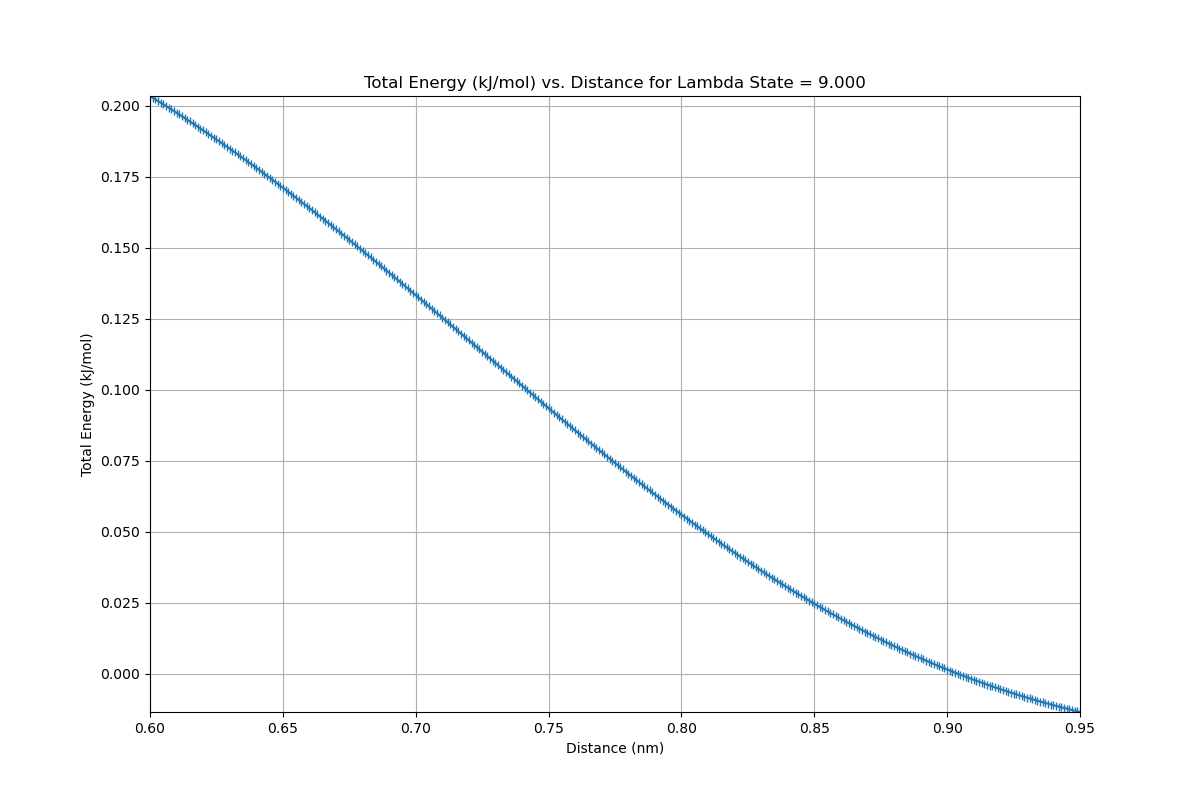 Total Energy (kJ/mol) vs. Distance for Lambda State = 9.000
0.200
0.175
0.150
0.125
0.100
0.075
0.050
0.025
0.000
Total Energy (kJ/mol)
0.60 0.65 0.70 0.75 0.80 0.85 0.90 0.95
Distance (nm)